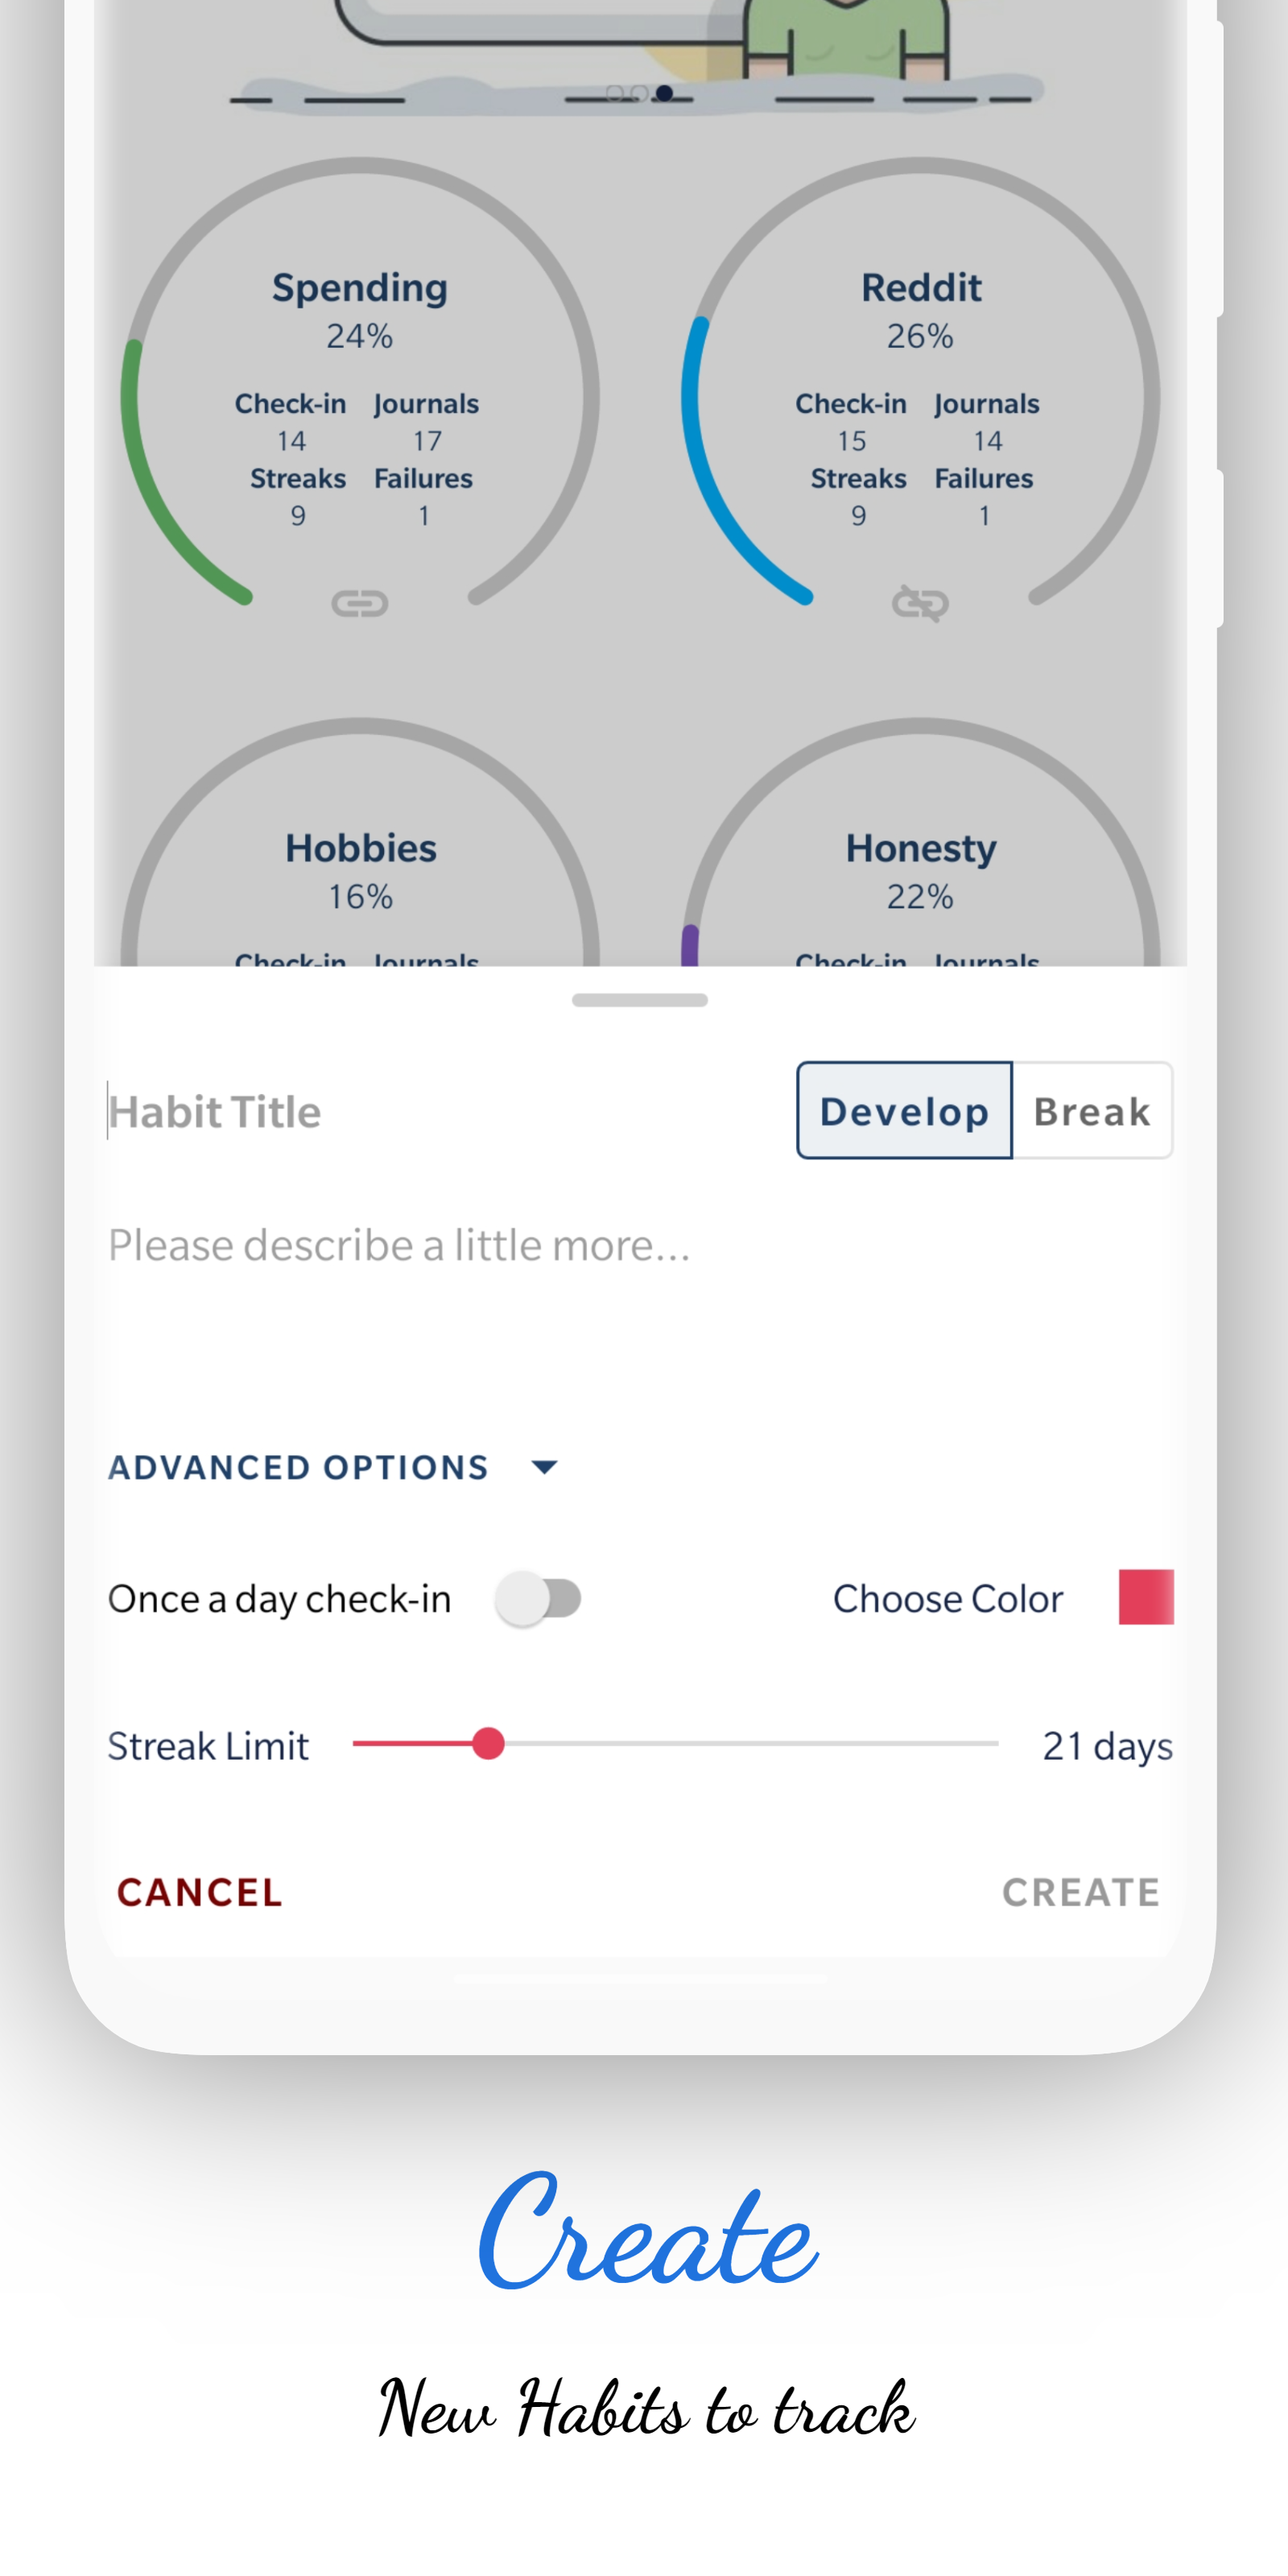 Spending
24%
Check-in Journals
14 17
Streaks Failures
9 1
Reddit
26%
Check-in Journals
15 14
Streaks Failures
9 1
Hobbies
16%
Check-in Journals
Honesty
22%
Check-in Journals
Habit Title
Develop Break
Please describe a little more...
ADVANCED OPTIONS
Once a day check-in Choose Color
Streak Limit 21 days
CANCEL CREATE
Create
New Habits to track